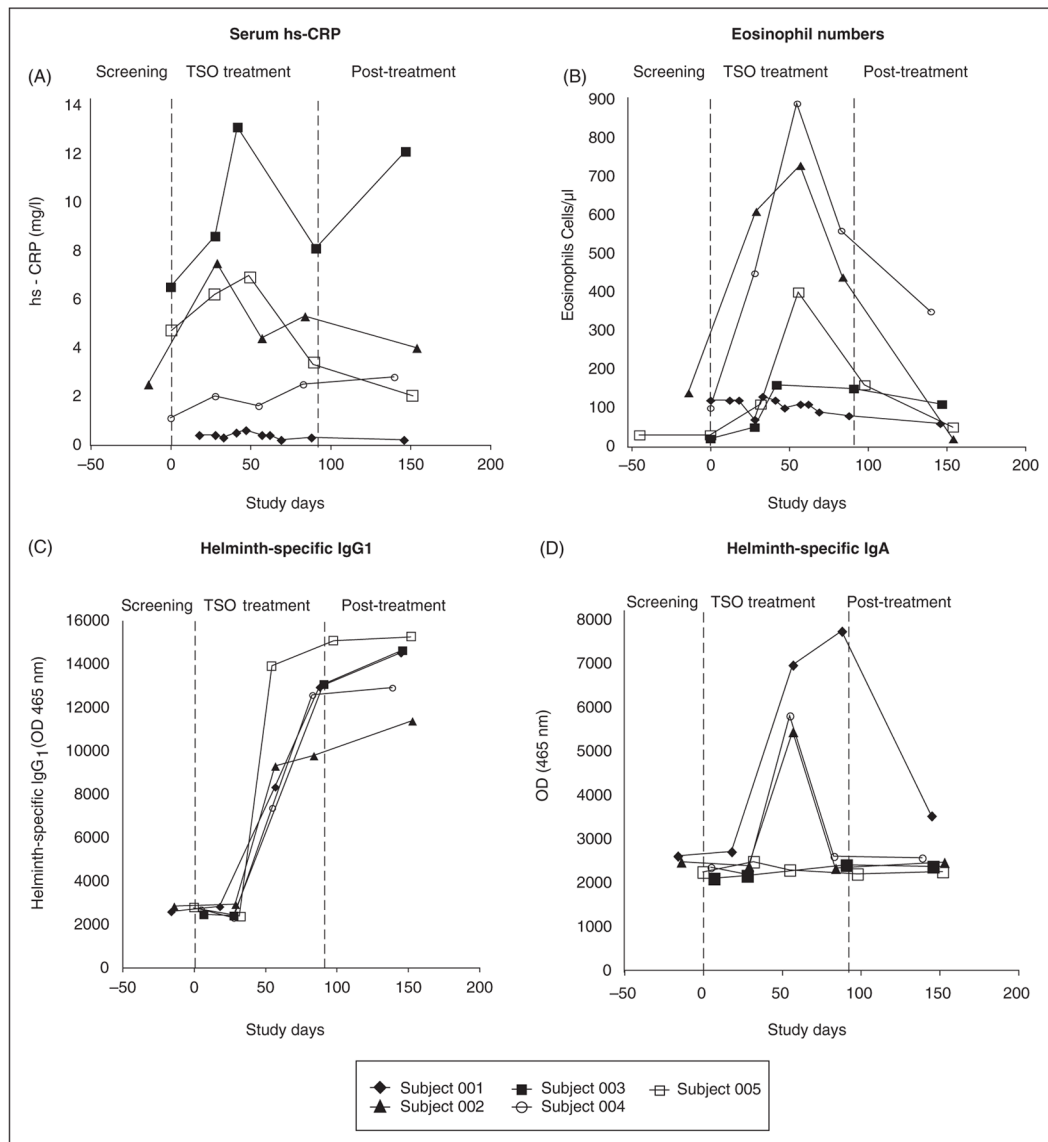 Serum hs-CRP
(A)
Screening TSO treatment Post-treatment
hs - CRP (mg/l)
14
12
10
8
6
4
2
0
−50 0 50 100 150 200
Study days
Eosinophil numbers
(B)
Screening TSO treatment Post-treatment
Eosinophils Cells/µl
900
800
700
600
500
400
300
200
100
0
−50 0 50 100 150 200
Study days
(C)
Helminth-specific IgG1
Screening TSO treatment Post-treatment
Helminth-specific IgG1 (OD 465 nm)
16000
14000
12000
10000
8000
6000
4000
2000
0
−50 0 50 100 150 200
Study days
(D)
Helminth-specific IgA
Screening TSO treatment Post-treatment
OD (465 nm)
8000
7000
6000
5000
4000
3000
2000
1000
0
−50 0 50 100 150 200
Study days
Subject 001 Subject 003 Subject 005
Subject 002 Subject 004